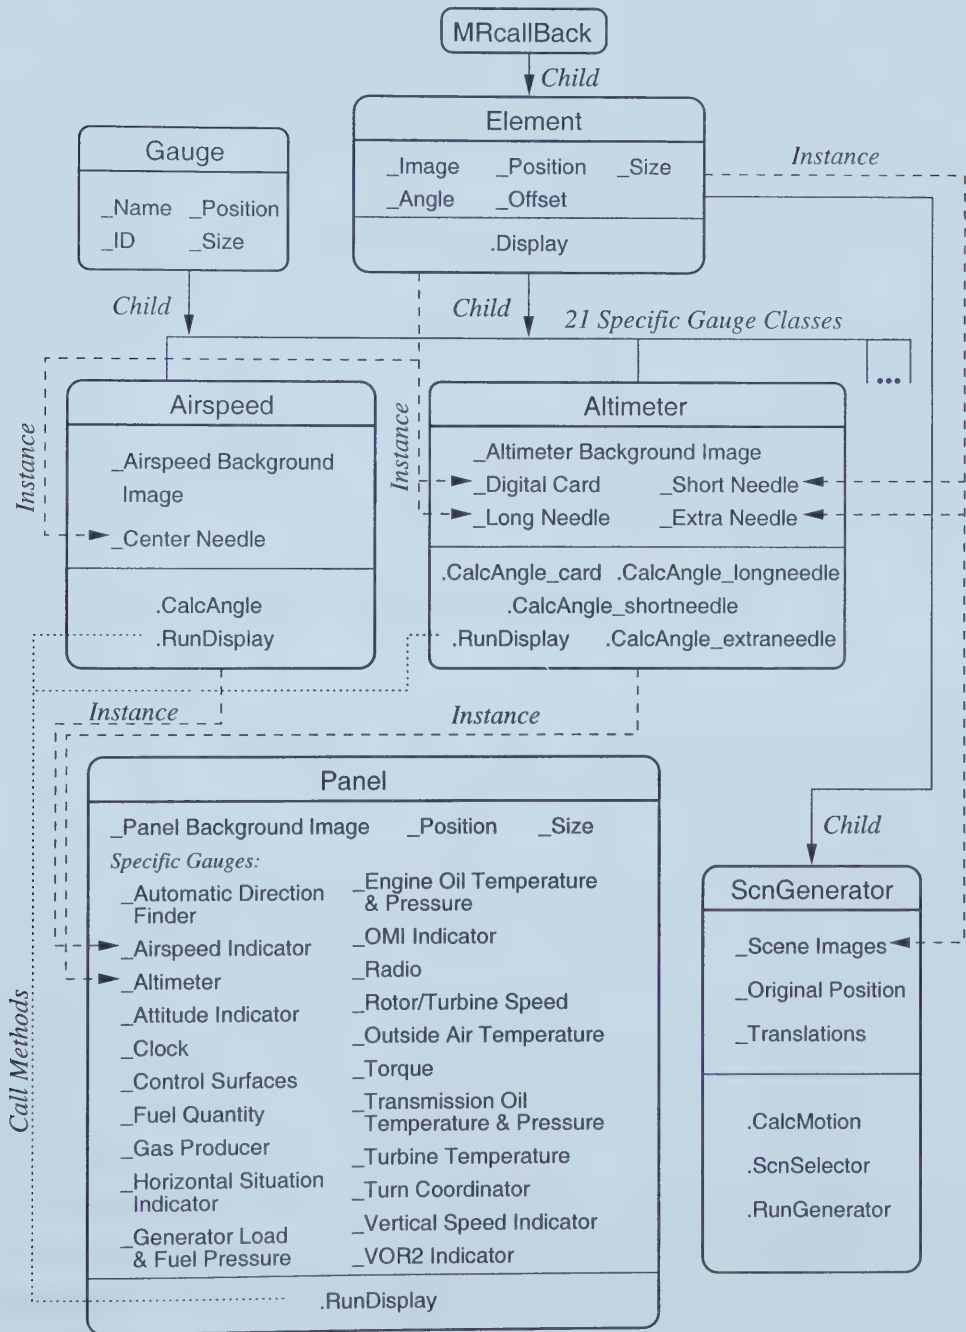 MRcallBack
Child
Element
_Image _Position _Size
_Angle _Offset
.Display
Instance
Gauge
_Name _Position
_ID _Size
Child
Child
21 Specific Gauge Classes
...
Instance
Airspeed
_Airspeed Background
Image
_Center Needle
.CalcAngle
.RunDisplay
Instance
Altimeter
_Altimeter Background Image
_Digital Card _Short Needle
_Long Needle _Extra Needle
.CalcAngle_card .CalcAngle_longneedle
.CalcAngle_shortneedle
.RunDisplay .CalcAngle_extraneedle
Instance
Instance
Call Methods
Panel
_Panel Background Image _Position _Size
Specific Gauges:
_Automatic Direction
Finder
_Airspeed Indicator
_Altimeter
_Attitude Indicator
_Clock
_Control Surfaces
_Fuel Quantity
_Gas Producer
_Horizontal Situation
Indicator
_Generator Load
& Fuel Pressure
_Engine Oil Temperature
& Pressure
_OMI Indicator
_Radio
_Rotor/Turbine Speed
_Outside Air Temperature
_Torque
_Transmission Oil
Temperature & Pressure
_Turbine Temperature
_Turn Coordinator
_Vertical Speed Indicator
_VOR2 Indicator
.RunDisplay
Child
ScnGenerator
_Scene Images
_Original Position
_Translations
.CalcMotion
.ScnSelector
.RunGenerator